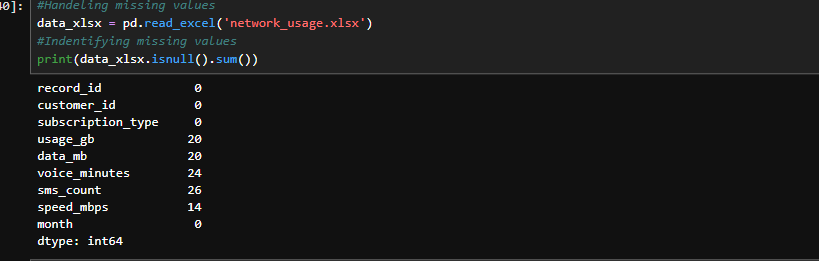 40]:
#Handeling missing values
data_xlsx = pd.read_excel('network_usage.xlsx')
#Indentifying missing values
print(data_xlsx.isnull().sum())
record_id 0
customer_id 0
subscription_type 0
usage_gb 20
data_mb 20
voice_minutes 24
sms_count 26
speed_mbps 14
month 0
dtype: int64